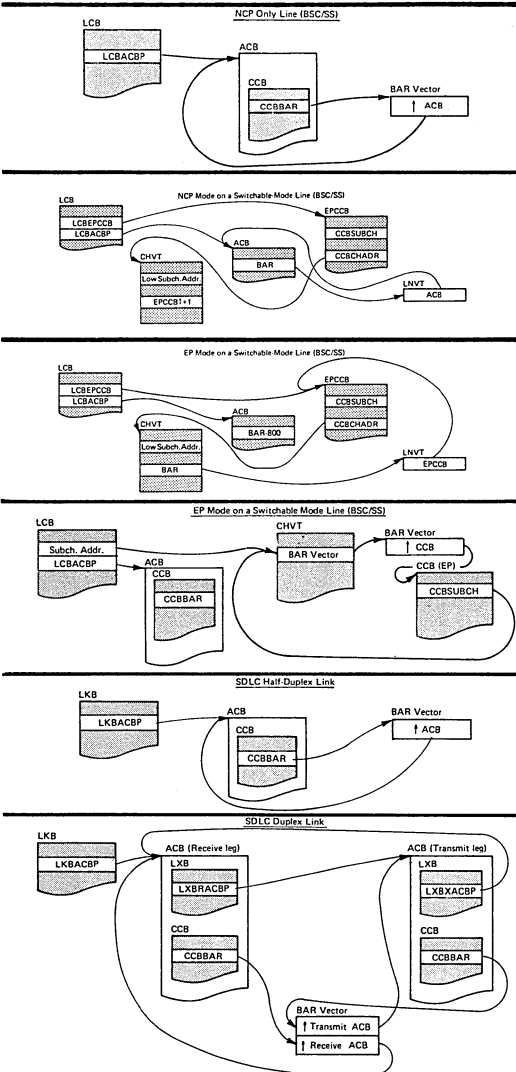 NCP Only Line (BSC/SS)
LCB
LCBACBP
ACB
CCB
CCBBAR
BAR Vector
↑ ACB
NCP Mode on a Switchable-Mode Line (BSC/SS)
LCB
LCBEPCCB
LCBACBP
CHVT
Low Subch. Addr.
EPCCB↑+1
ACB
BAR
EPCCB
CCBSUBCH
CCBCHADR
LNVT
ACB
EP Mode on a Switchable-Mode Line (BSC/SS)
LCB
LCBEPCCB
LCBACBP
CHVT
Low Subch. Addr.
BAR
ACB
BAR-800
EPCCB
CCBSUBCH
CCBCHADR
LNVT
EPCCB
EP Mode on a Switchable Mode Line (BSC/SS)
LCB
Subch. Addr.
LCBACBP
ACB
CCB
CCBBAR
CHVT
BAR Vector
BAR Vector
↑ CCB
CCB (EP)
CCBSUBCH
SDLC Half-Duplex Link
LKB
LKBACBP
ACB
CCB
CCBBAR
BAR Vector
↑ ACB
SDLC Duplex Link
LKB
LKBACBP
ACB (Receive leg)
LXB
LXBRACBP
CCB
CCBBAR
ACB (Transmit leg)
LXB
LXBXACBP
CCB
CCBBAR
BAR Vector
↑ Transmit ACB
↑ Receive ACB